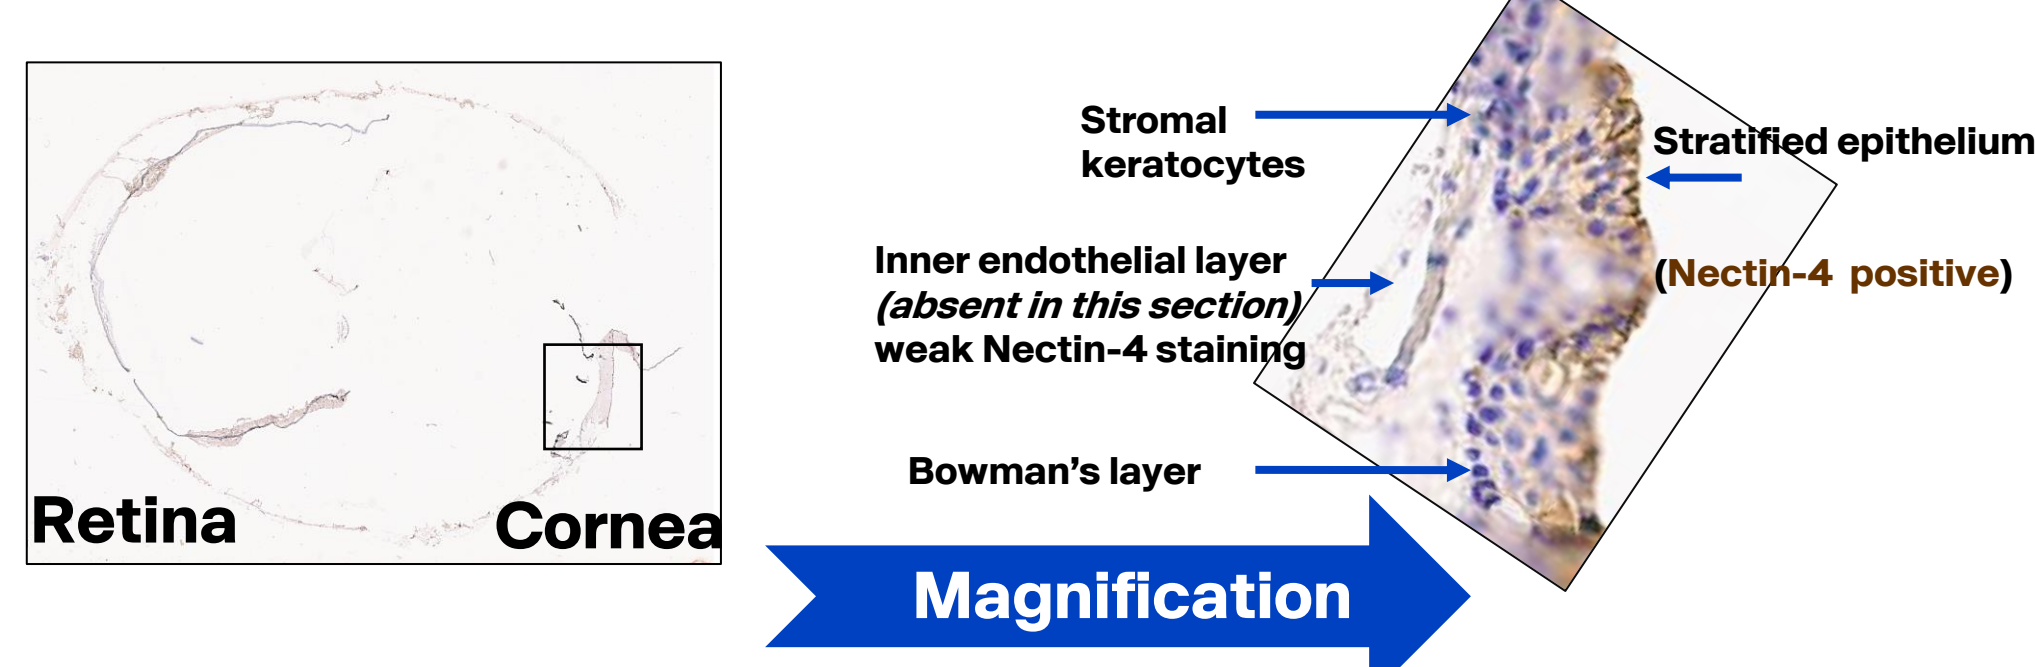 Retina
Cornea
Stromal
keratocytes
Inner endothelial layer
(absent in this section)
weak Nectin-4 staining
Bowman’s layer
Stratified epithelium
(Nectin-4 positive)
Magnification